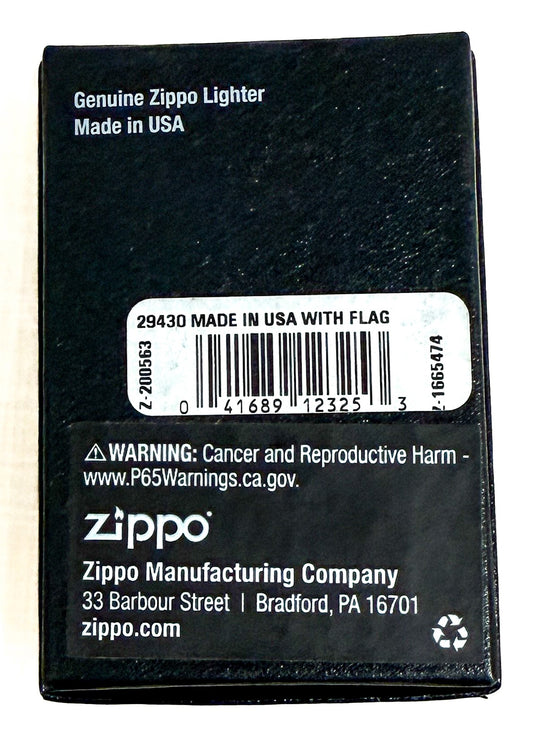 Genuine Zippo Lighter
Made in USA
29430 MADE IN USA WITH FLAG
Z-200563
Z-1665474
0 41689 12325 3
⚠WARNING: Cancer and Reproductive Harm -
www.P65Warnings.ca.gov.
zippo
Zippo Manufacturing Company
33 Barbour Street | Bradford, PA 16701
zippo.com